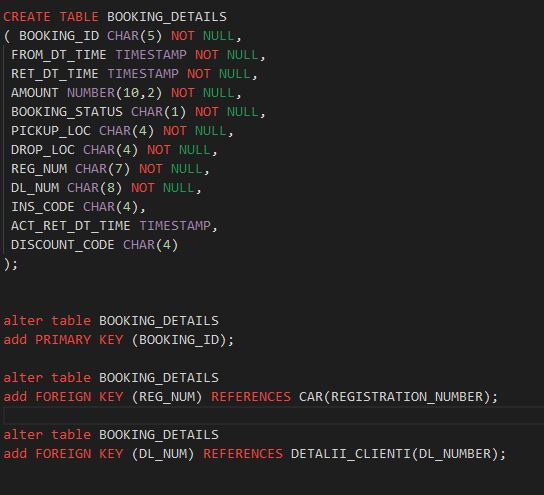 CREATE TABLE BOOKING_DETAILS
( BOOKING_ID CHAR(5) NOT NULL,
FROM_DT_TIME TIMESTAMP NOT NULL,
RET_DT_TIME TIMESTAMP NOT NULL,
AMOUNT NUMBER(10,2) NOT NULL,
BOOKING_STATUS CHAR(1) NOT NULL,
PICKUP_LOC CHAR(4) NOT NULL,
DROP_LOC CHAR(4) NOT NULL,
REG_NUM CHAR(7) NOT NULL,
DL_NUM CHAR(8) NOT NULL,
INS_CODE CHAR(4),
ACT_RET_DT_TIME TIMESTAMP,
DISCOUNT_CODE CHAR(4)
);
alter table BOOKING_DETAILS
add PRIMARY KEY (BOOKING_ID);
alter table BOOKING_DETAILS
add FOREIGN KEY (REG_NUM) REFERENCES CAR(REGISTRATION_NUMBER);
alter table BOOKING_DETAILS
add FOREIGN KEY (DL_NUM) REFERENCES DETALII_CLIENTI(DL_NUMBER);